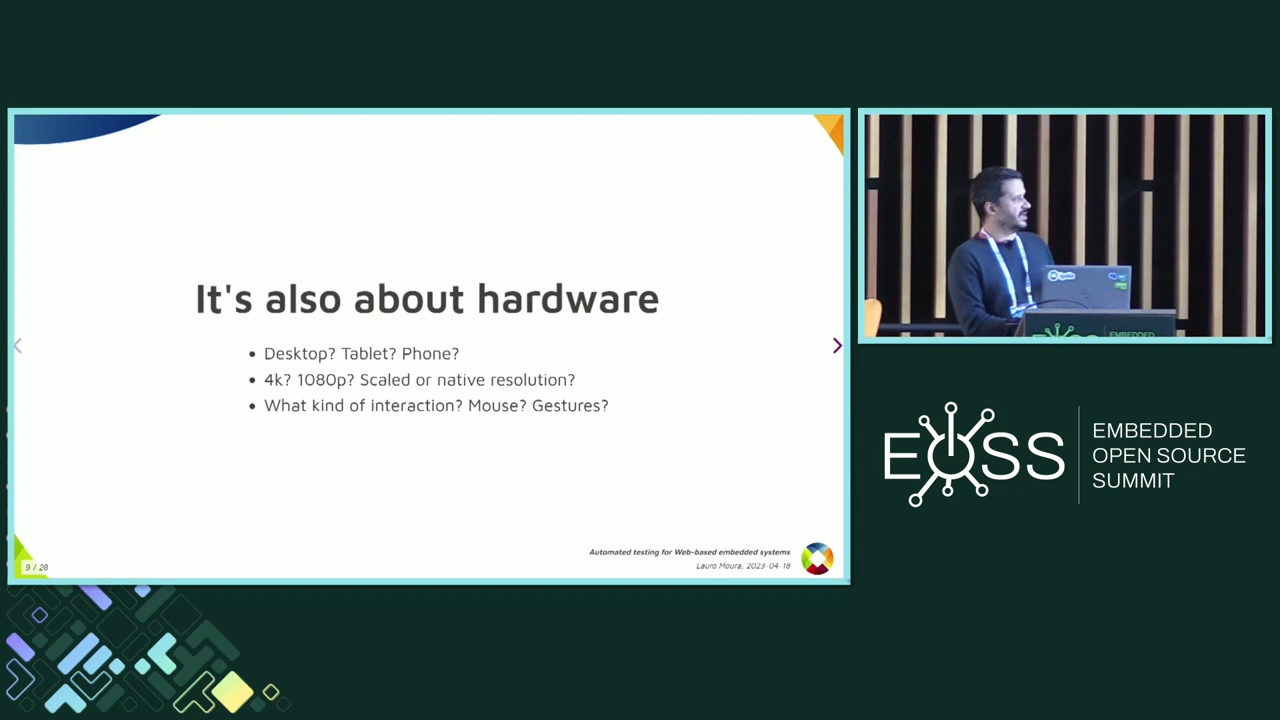 It's also about hardware
Desktop? Tablet? Phone?
4k? 1080p? Scaled or native resolution?
What kind of interaction? Mouse? Gestures?
Automated testing for Web-based embedded systems
Lauro Moura, 2023-04-18
9 / 28
EMBEDDED
EOSS
EMBEDDED
OPEN SOURCE
SUMMIT